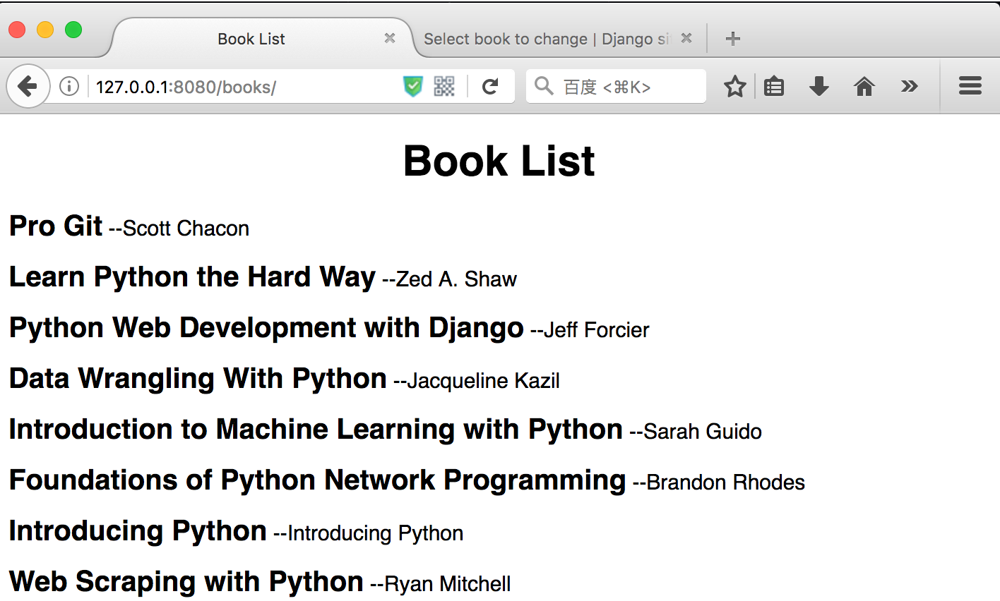 Book List
Select book to change | Django si
127.0.0.1:8080/books/
百度 <⌘K>
Book List
Pro Git --Scott Chacon
Learn Python the Hard Way --Zed A. Shaw
Python Web Development with Django --Jeff Forcier
Data Wrangling With Python --Jacqueline Kazil
Introduction to Machine Learning with Python --Sarah Guido
Foundations of Python Network Programming --Brandon Rhodes
Introducing Python --Introducing Python
Web Scraping with Python --Ryan Mitchell